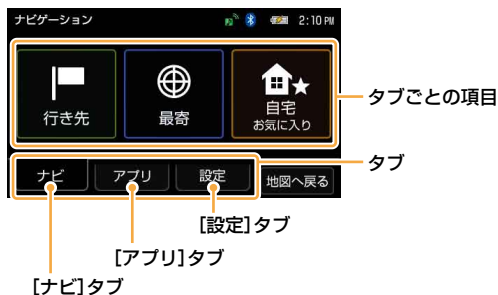 ナビゲーション 2:10 PM
行き先
最寄
自宅
お気に入り
タブごとの項目
ナビ アプリ 設定 地図へ戻る
タブ
[設定]タブ
[アプリ]タブ
[ナビ]タブ